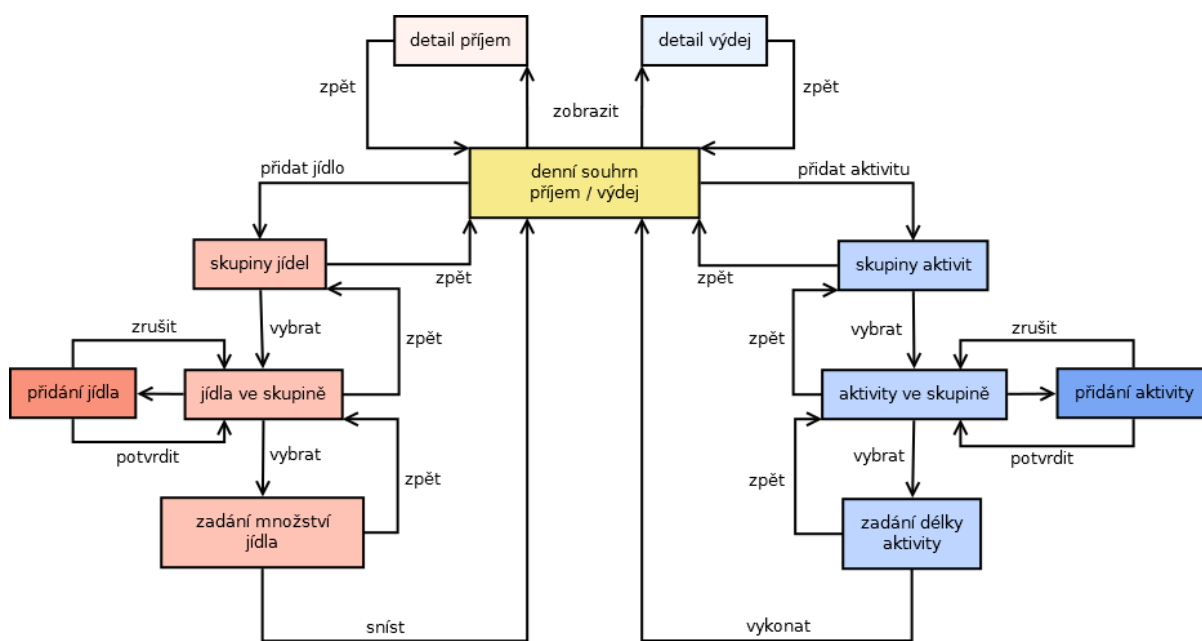 detail příjem
detail výdej
zpět
zpět
zobrazit
přidat jídlo
denní souhrn
příjem / výdej
přidat aktivitu
skupiny jídel
zpět
zpět
skupiny aktivit
zrušit
vybrat
zpět
zpět
vybrat
zrušit
přidání jídla
jídla ve skupině
aktivity ve skupině
přidání aktivity
potvrdit
vybrat
zpět
zpět
vybrat
potvrdit
zadání množství
jídla
zadání délky
aktivity
sníst
vykonat